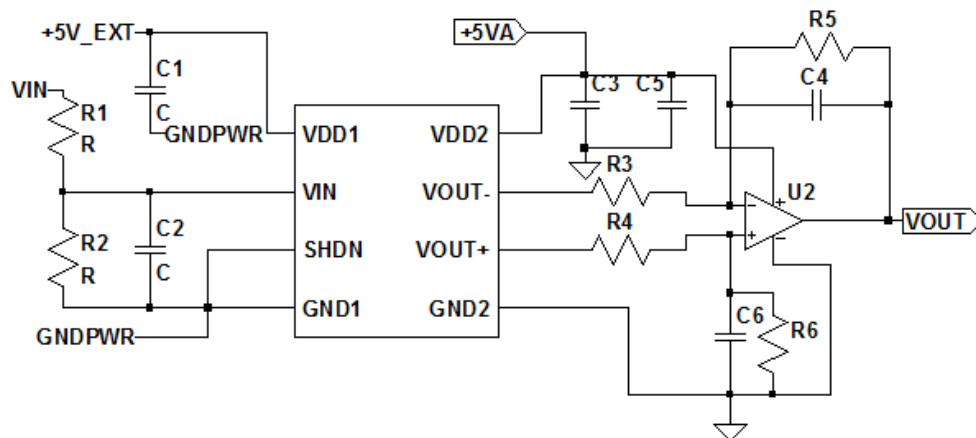 +5V_EXT
+5VA
R5
C1
C4
VIN
C
C3
C5
R1
R
GNDPWR
VDD1
VDD2
R3
U2
VIN
VOUT-
VOUT
R2
R
C2
C
SHDN
VOUT+
R4
GND1
GND2
GNDPWR
C6
R6